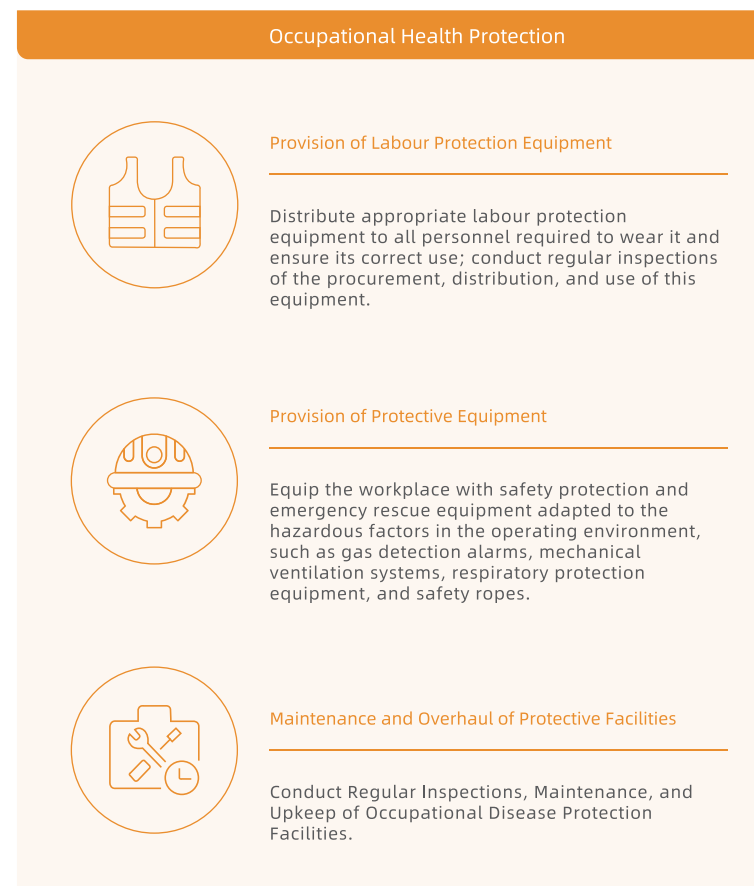 Occupational Health Protection
Provision of Labour Protection Equipment
Distribute appropriate labour protection
equipment to all personnel required to wear it and
ensure its correct use; conduct regular inspections
of the procurement, distribution, and use of this
equipment.
Provision of Protective Equipment
Equip the workplace with safety protection and
emergency rescue equipment adapted to the
hazardous factors in the operating environment,
such as gas detection alarms, mechanical
ventilation systems, respiratory protection
equipment, and safety ropes.
Maintenance and Overhaul of Protective Facilities
Conduct Regular Inspections, Maintenance, and
Upkeep of Occupational Disease Protection
Facilities.